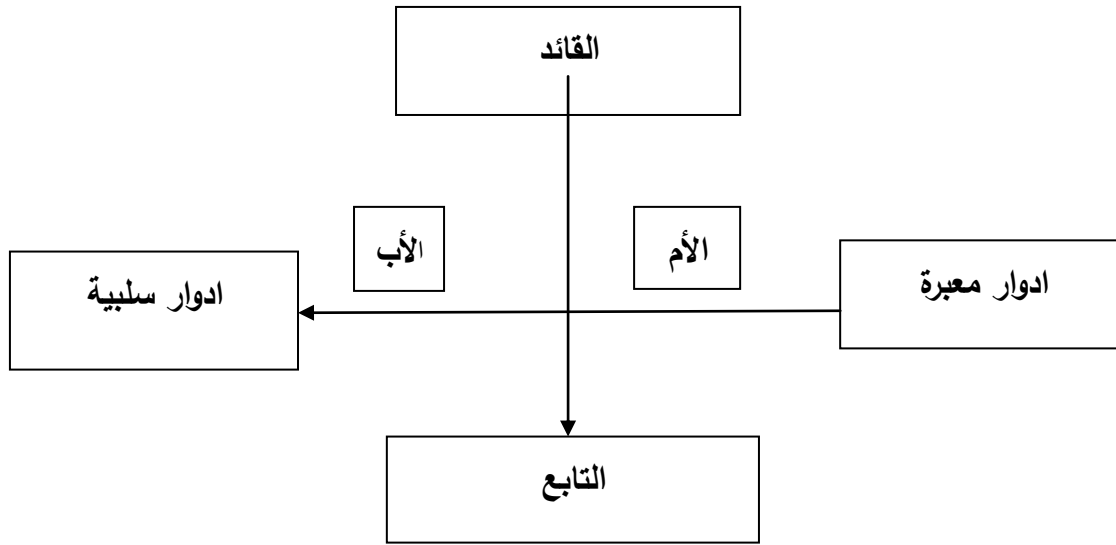 القائد
الأم
الأب
ادوار معبرة
ادوار سلبية
التابع